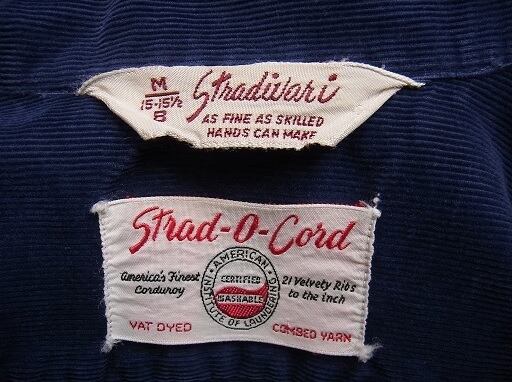 M
15-15½
B
Stradivari
AS FINE AS SKILLED
HANDS CAN MAKE
Strad-O-Cord
America's Finest
Corduroy
AMERICAN INSTITUTE OF LAUNDERING
CERTIFIED
WASHABLE
21 Velvety Ribs
to the inch
VAT DYED
COMBED YARN